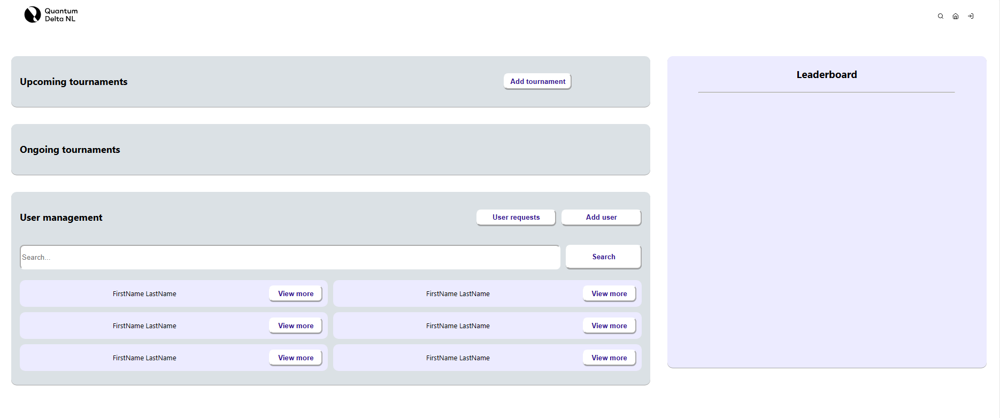 Quantum
Delta NL
Upcoming tournaments
Add tournament
Ongoing tournaments
User management
User requests
Add user
Search...
Search
FirstName LastName
View more
FirstName LastName
View more
FirstName LastName
View more
FirstName LastName
View more
FirstName LastName
View more
FirstName LastName
View more
Leaderboard